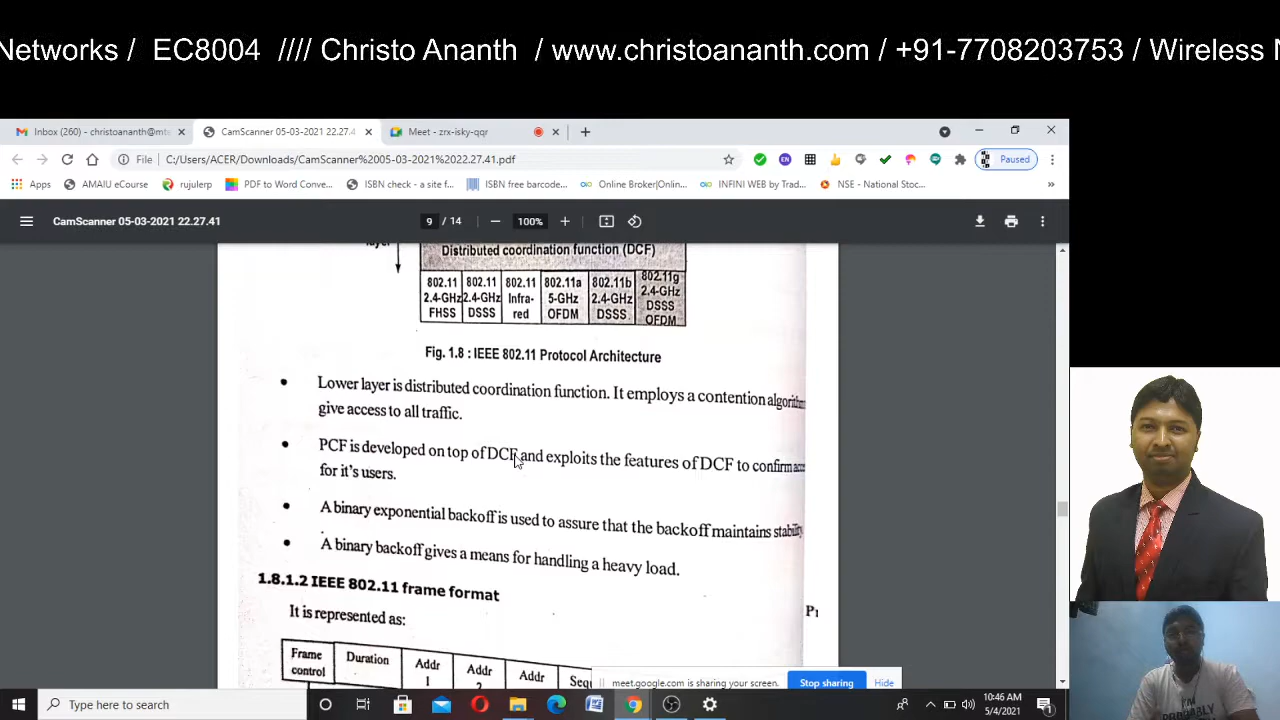 Networks / EC8004 //// Christo Ananth / www.christoananth.com / +91-7708203753 / Wireless N
Inbox (260) - christoananth@mt
CamScanner 05-03-2021 22.27.4
Meet - zrx-isky-qqr
File
C:/Users/ACER/Downloads/CamScanner%2005-03-2021%2022.27.41.pdf
EN
Paused
Apps
AMAIU eCourse
rujulerp
PDF to Word Conve...
ISBN check - a site f...
ISBN free barcode...
Online Broker|Onlin...
INFINI WEB by Trad...
NSE - National Stoc...
CamScanner 05-03-2021 22.27.41
9 / 14
100%
layer
Distributed coordination function (DCF)
802.11 2.4-GHz FHSS
802.11 2.4-GHz DSSS
802.11 Infra-red
802.11a 5-GHz OFDM
802.11b 2.4-GHz DSSS
802.11g 2.4-GHz DSSS OFDM
Fig. 1.8 : IEEE 802.11 Protocol Architecture
• Lower layer is distributed coordination function. It employs a contention algorithm
give access to all traffic.
• PCF is developed on top of DCF and exploits the features of DCF to confirm
for it's users.
• A binary exponential backoff is used to assure that the backoff maintains stability
• A binary backoff gives a means for handling a heavy load.
1.8.1.2 IEEE 802.11 frame format
It is represented as:
Frame control
Duration
Addr 1
Addr 2
Addr
Sequ
meet.google.com is sharing your screen.
Stop sharing
Hide
Type here to search
10:46 AM
5/4/2021
I'M
PROBABLY